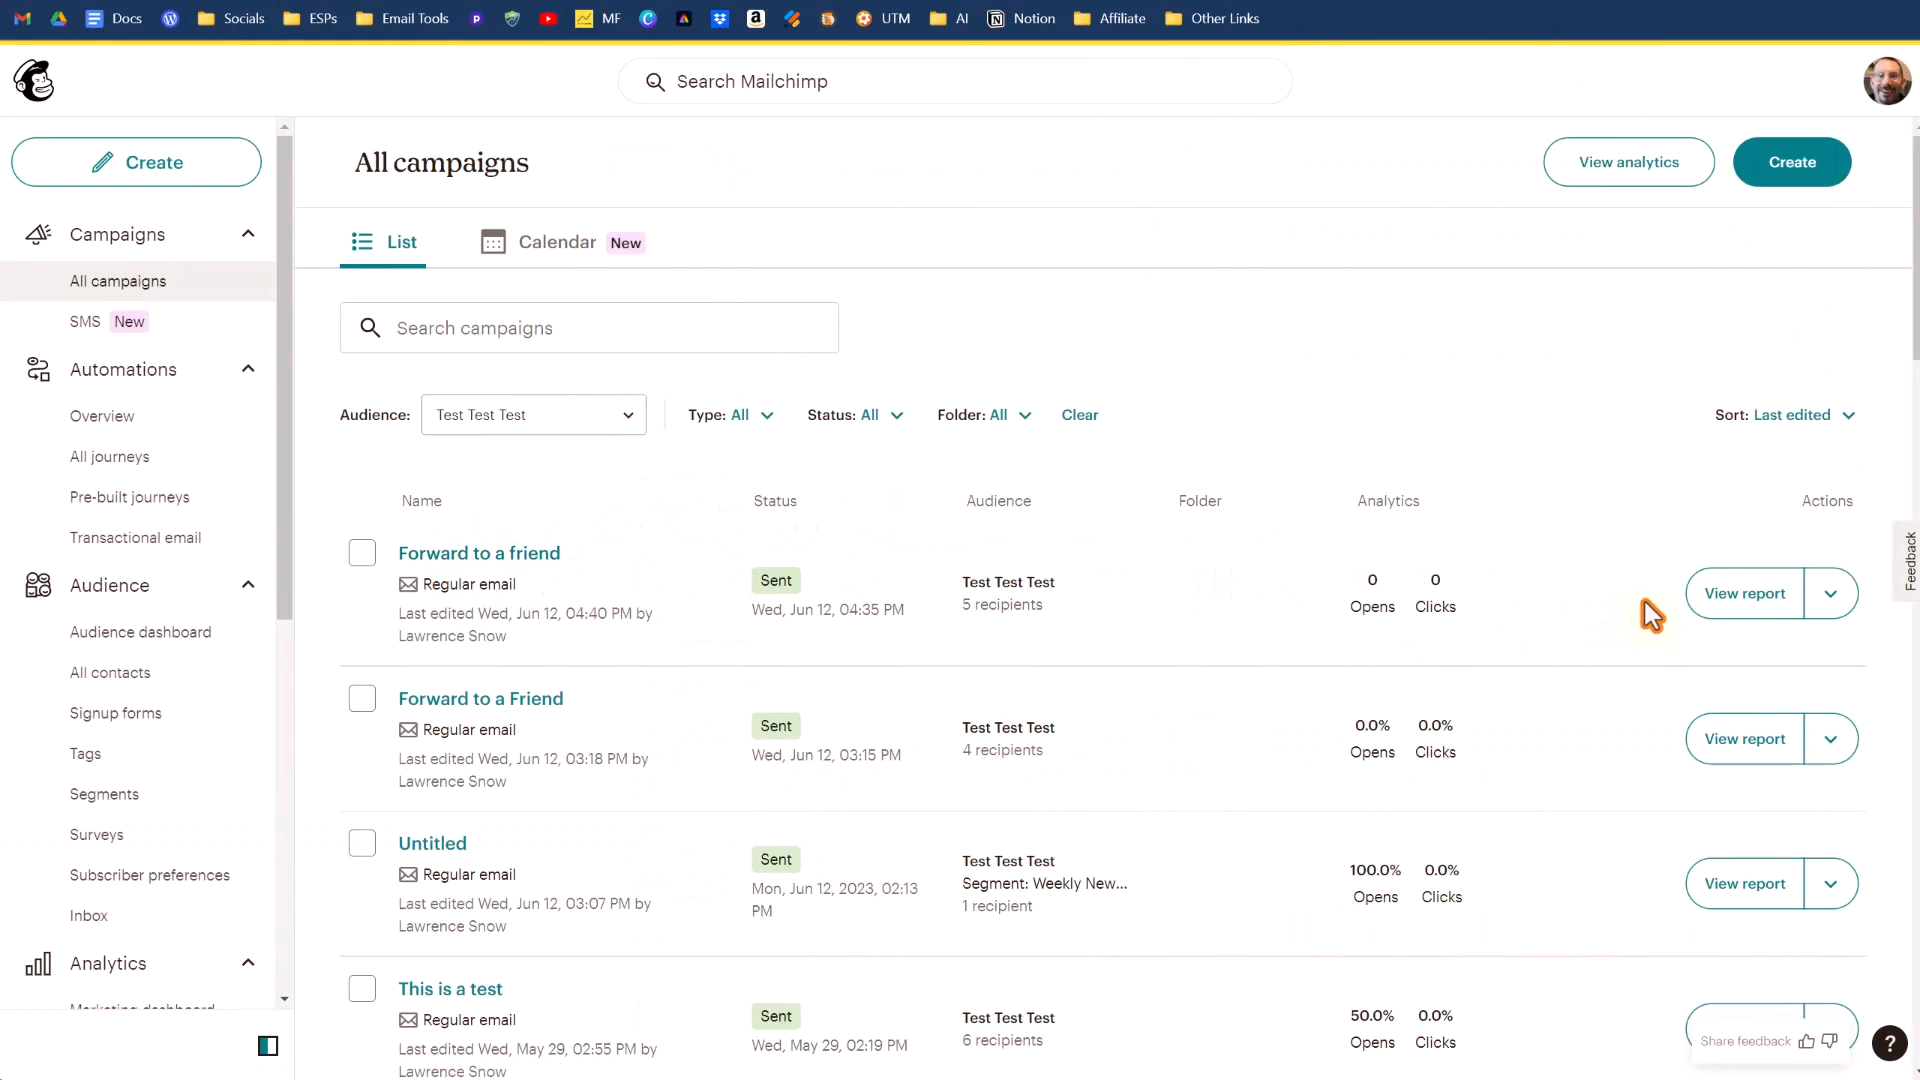 Docs
Socials
ESPs
Email Tools
MF
UTM
AI
Notion
Affiliate
Other Links
Search Mailchimp
Create
Campaigns
All campaigns
SMS New
Automations
Overview
All journeys
Pre-built journeys
Transactional email
Audience
Audience dashboard
All contacts
Signup forms
Tags
Segments
Surveys
Subscriber preferences
Inbox
Analytics
Marketing dashboard
All campaigns
View analytics
Create
List
Calendar New
Search campaigns
Audience: Test Test Test
Type: All
Status: All
Folder: All
Clear
Sort: Last edited
Name Status Audience Folder Analytics Actions
Forward to a friend
Regular email
Last edited Wed, Jun 12, 04:40 PM by
Lawrence Snow
Sent
Wed, Jun 12, 04:35 PM
Test Test Test
5 recipients
0 0
Opens Clicks
View report
Forward to a Friend
Regular email
Last edited Wed, Jun 12, 03:18 PM by
Lawrence Snow
Sent
Wed, Jun 12, 03:15 PM
Test Test Test
4 recipients
0.0% 0.0%
Opens Clicks
View report
Untitled
Regular email
Last edited Wed, Jun 12, 03:07 PM by
Lawrence Snow
Sent
Mon, Jun 12, 2023, 02:13
PM
Test Test Test
Segment: Weekly New...
1 recipient
100.0% 0.0%
Opens Clicks
View report
This is a test
Regular email
Last edited Wed, May 29, 02:55 PM by
Lawrence Snow
Sent
Wed, May 29, 02:19 PM
Test Test Test
6 recipients
50.0% 0.0%
Opens Clicks
Share feedback
?
Feedback